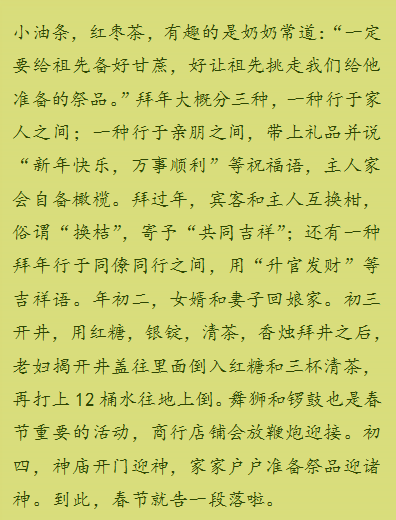 小油条，红枣茶，有趣的是奶奶常道：“一定
要给祖先备好甘蔗，好让祖先挑走我们给他
准备的祭品。”拜年大概分三种，一种行于家
人之间；一种行于亲朋之间，带上礼品并说
“新年快乐，万事顺利”等祝福语，主人家
会自备橄榄。拜过年，宾客和主人互换柑，
俗谓“换桔”，寄予“共同吉祥”；还有一种
拜年行于同僚同行之间，用“升官发财”等
吉祥语。年初二，女婿和妻子回娘家。初三
开井，用红糖，银锭，清茶，香烛拜井之后，
老妇揭开井盖往里面倒入红糖和三杯清茶，
再打上12桶水往地上倒。舞狮和锣鼓也是春
节重要的活动，商行店铺会放鞭炮迎接。初
四，神庙开门迎神，家家户户准备祭品迎诸
神。到此，春节就告一段落啦。